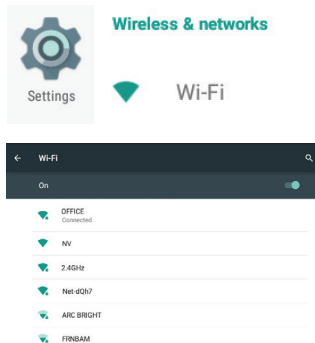 Wireless & networks
Settings
Wi-Fi
Wi-Fi
On
OFFICE
Connected
NV
2.4GHz
Net-dQh7
ARC BRIGHT
FRNBAM